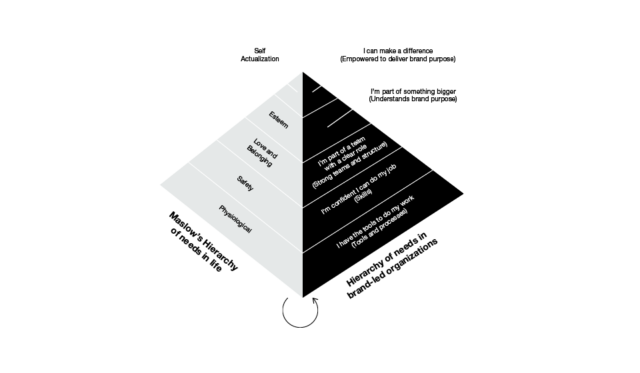 Self
Actualization
I can make a difference
(Empowered to deliver brand purpose)
I'm part of something bigger
(Understands brand purpose)
Esteem
Love and
Belonging
Safety
Physiological
I'm part of a team
with a clear role
(Strong teams and structure)
I'm confident I can do my job
(Skills)
I have the tools to do my work
(Tools and processes)
Maslow's Hierarchy
of needs in life
Hierarchy of needs in
brand-led organizations